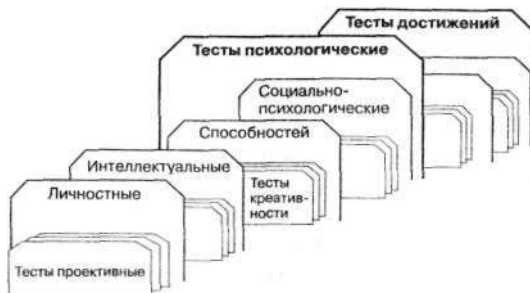 Тесты достижений
Тесты психологические
Социально-
психологические
Способностей
Интеллектуальные
Тесты
креатив-
ности
Личностные
Тесты проективные